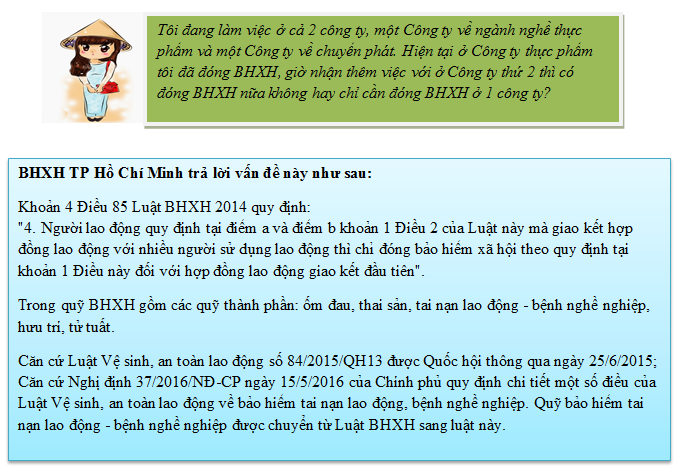 Tôi đang làm việc ở cả 2 công ty, một Công ty về ngành nghề thực
phẩm và một Công ty về chuyển phát. Hiện tại ở Công ty thực phẩm
tôi đã đóng BHXH, giờ nhận thêm việc với ở Công ty thứ 2 thì có
đóng BHXH nữa không hay chỉ cần đóng BHXH ở 1 công ty?
BHXH TP Hồ Chí Minh trả lời vấn đề này như sau:
Khoản 4 Điều 85 Luật BHXH 2014 quy định:
"4. Người lao động quy định tại điểm a và điểm b khoản 1 Điều 2 của Luật này mà giao kết hợp
đồng lao động với nhiều người sử dụng lao động thì chỉ đóng bảo hiểm xã hội theo quy định tại
khoản 1 Điều này đối với hợp đồng lao động giao kết đầu tiên".
Trong quỹ BHXH gồm các quỹ thành phần: ốm đau, thai sản, tai nạn lao động - bệnh nghề nghiệp,
hưu trí, tử tuất.
Căn cứ Luật Vệ sinh, an toàn lao động số 84/2015/QH13 được Quốc hội thông qua ngày 25/6/2015;
Căn cứ Nghị định 37/2016/NĐ-CP ngày 15/5/2016 của Chính phủ quy định chi tiết một số điều của
Luật Vệ sinh, an toàn lao động về bảo hiểm tai nạn lao động, bệnh nghề nghiệp. Quỹ bảo hiểm tai
nạn lao động - bệnh nghề nghiệp được chuyển từ Luật BHXH sang luật này.